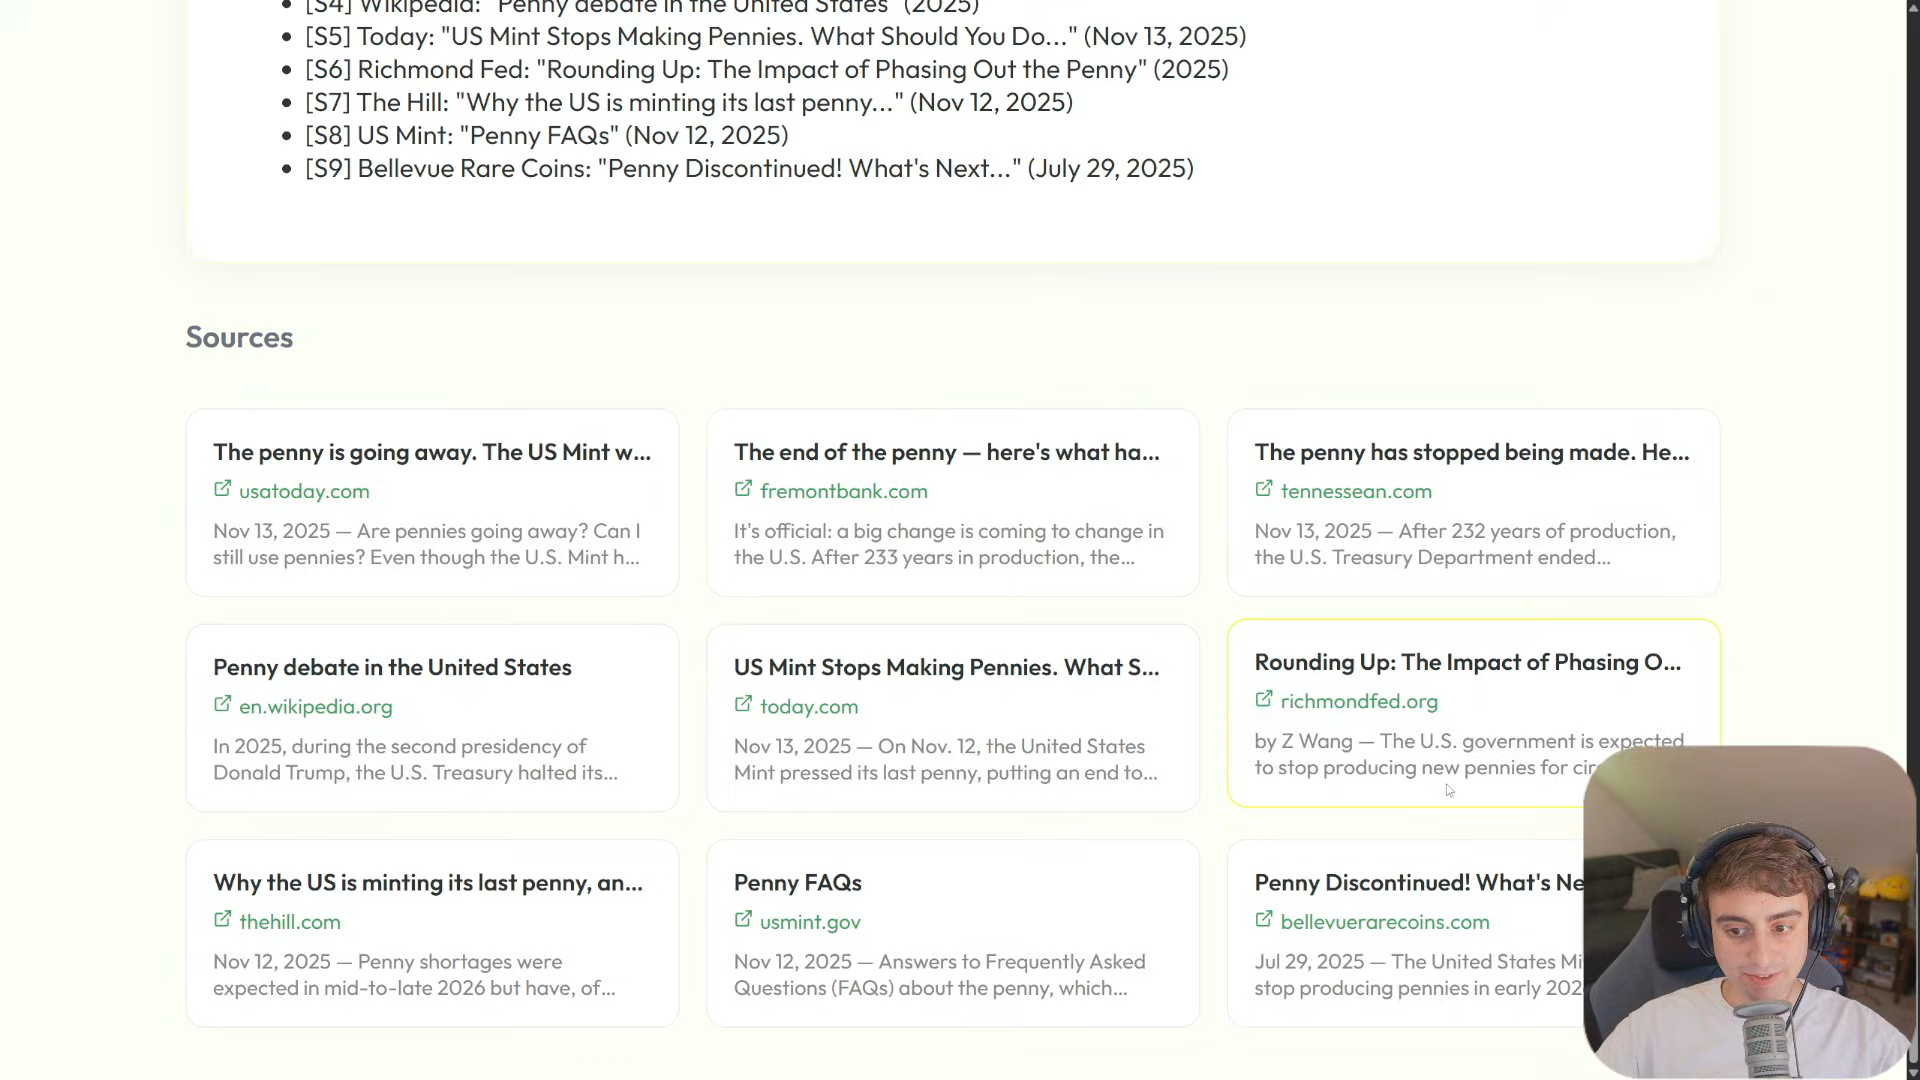 • [S4] Wikipedia: "Penny debate in the United States" (2025)
• [S5] Today: "US Mint Stops Making Pennies. What Should You Do..." (Nov 13, 2025)
• [S6] Richmond Fed: "Rounding Up: The Impact of Phasing Out the Penny" (2025)
• [S7] The Hill: "Why the US is minting its last penny..." (Nov 12, 2025)
• [S8] US Mint: "Penny FAQs" (Nov 12, 2025)
• [S9] Bellevue Rare Coins: "Penny Discontinued! What's Next..." (July 29, 2025)
Sources
The penny is going away. The US Mint w...
usatoday.com
Nov 13, 2025 — Are pennies going away? Can I
still use pennies? Even though the U.S. Mint h...
The end of the penny — here's what ha...
fremontbank.com
It's official: a big change is coming to change in
the U.S. After 233 years in production, the...
The penny has stopped being made. He...
tennessean.com
Nov 13, 2025 — After 232 years of production,
the U.S. Treasury Department ended...
Penny debate in the United States
en.wikipedia.org
In 2025, during the second presidency of
Donald Trump, the U.S. Treasury halted its...
US Mint Stops Making Pennies. What S...
today.com
Nov 13, 2025 — On Nov. 12, the United States
Mint pressed its last penny, putting an end to...
Rounding Up: The Impact of Phasing O...
richmondfed.org
by Z Wang — The U.S. government is expected
to stop producing new pennies for cir
Why the US is minting its last penny, an...
thehill.com
Nov 12, 2025 — Penny shortages were
expected in mid-to-late 2026 but have, of...
Penny FAQs
usmint.gov
Nov 12, 2025 — Answers to Frequently Asked
Questions (FAQs) about the penny, which...
Penny Discontinued! What's Ne
bellevuerarecoins.com
Jul 29, 2025 — The United States Mi
stop producing pennies in early 202